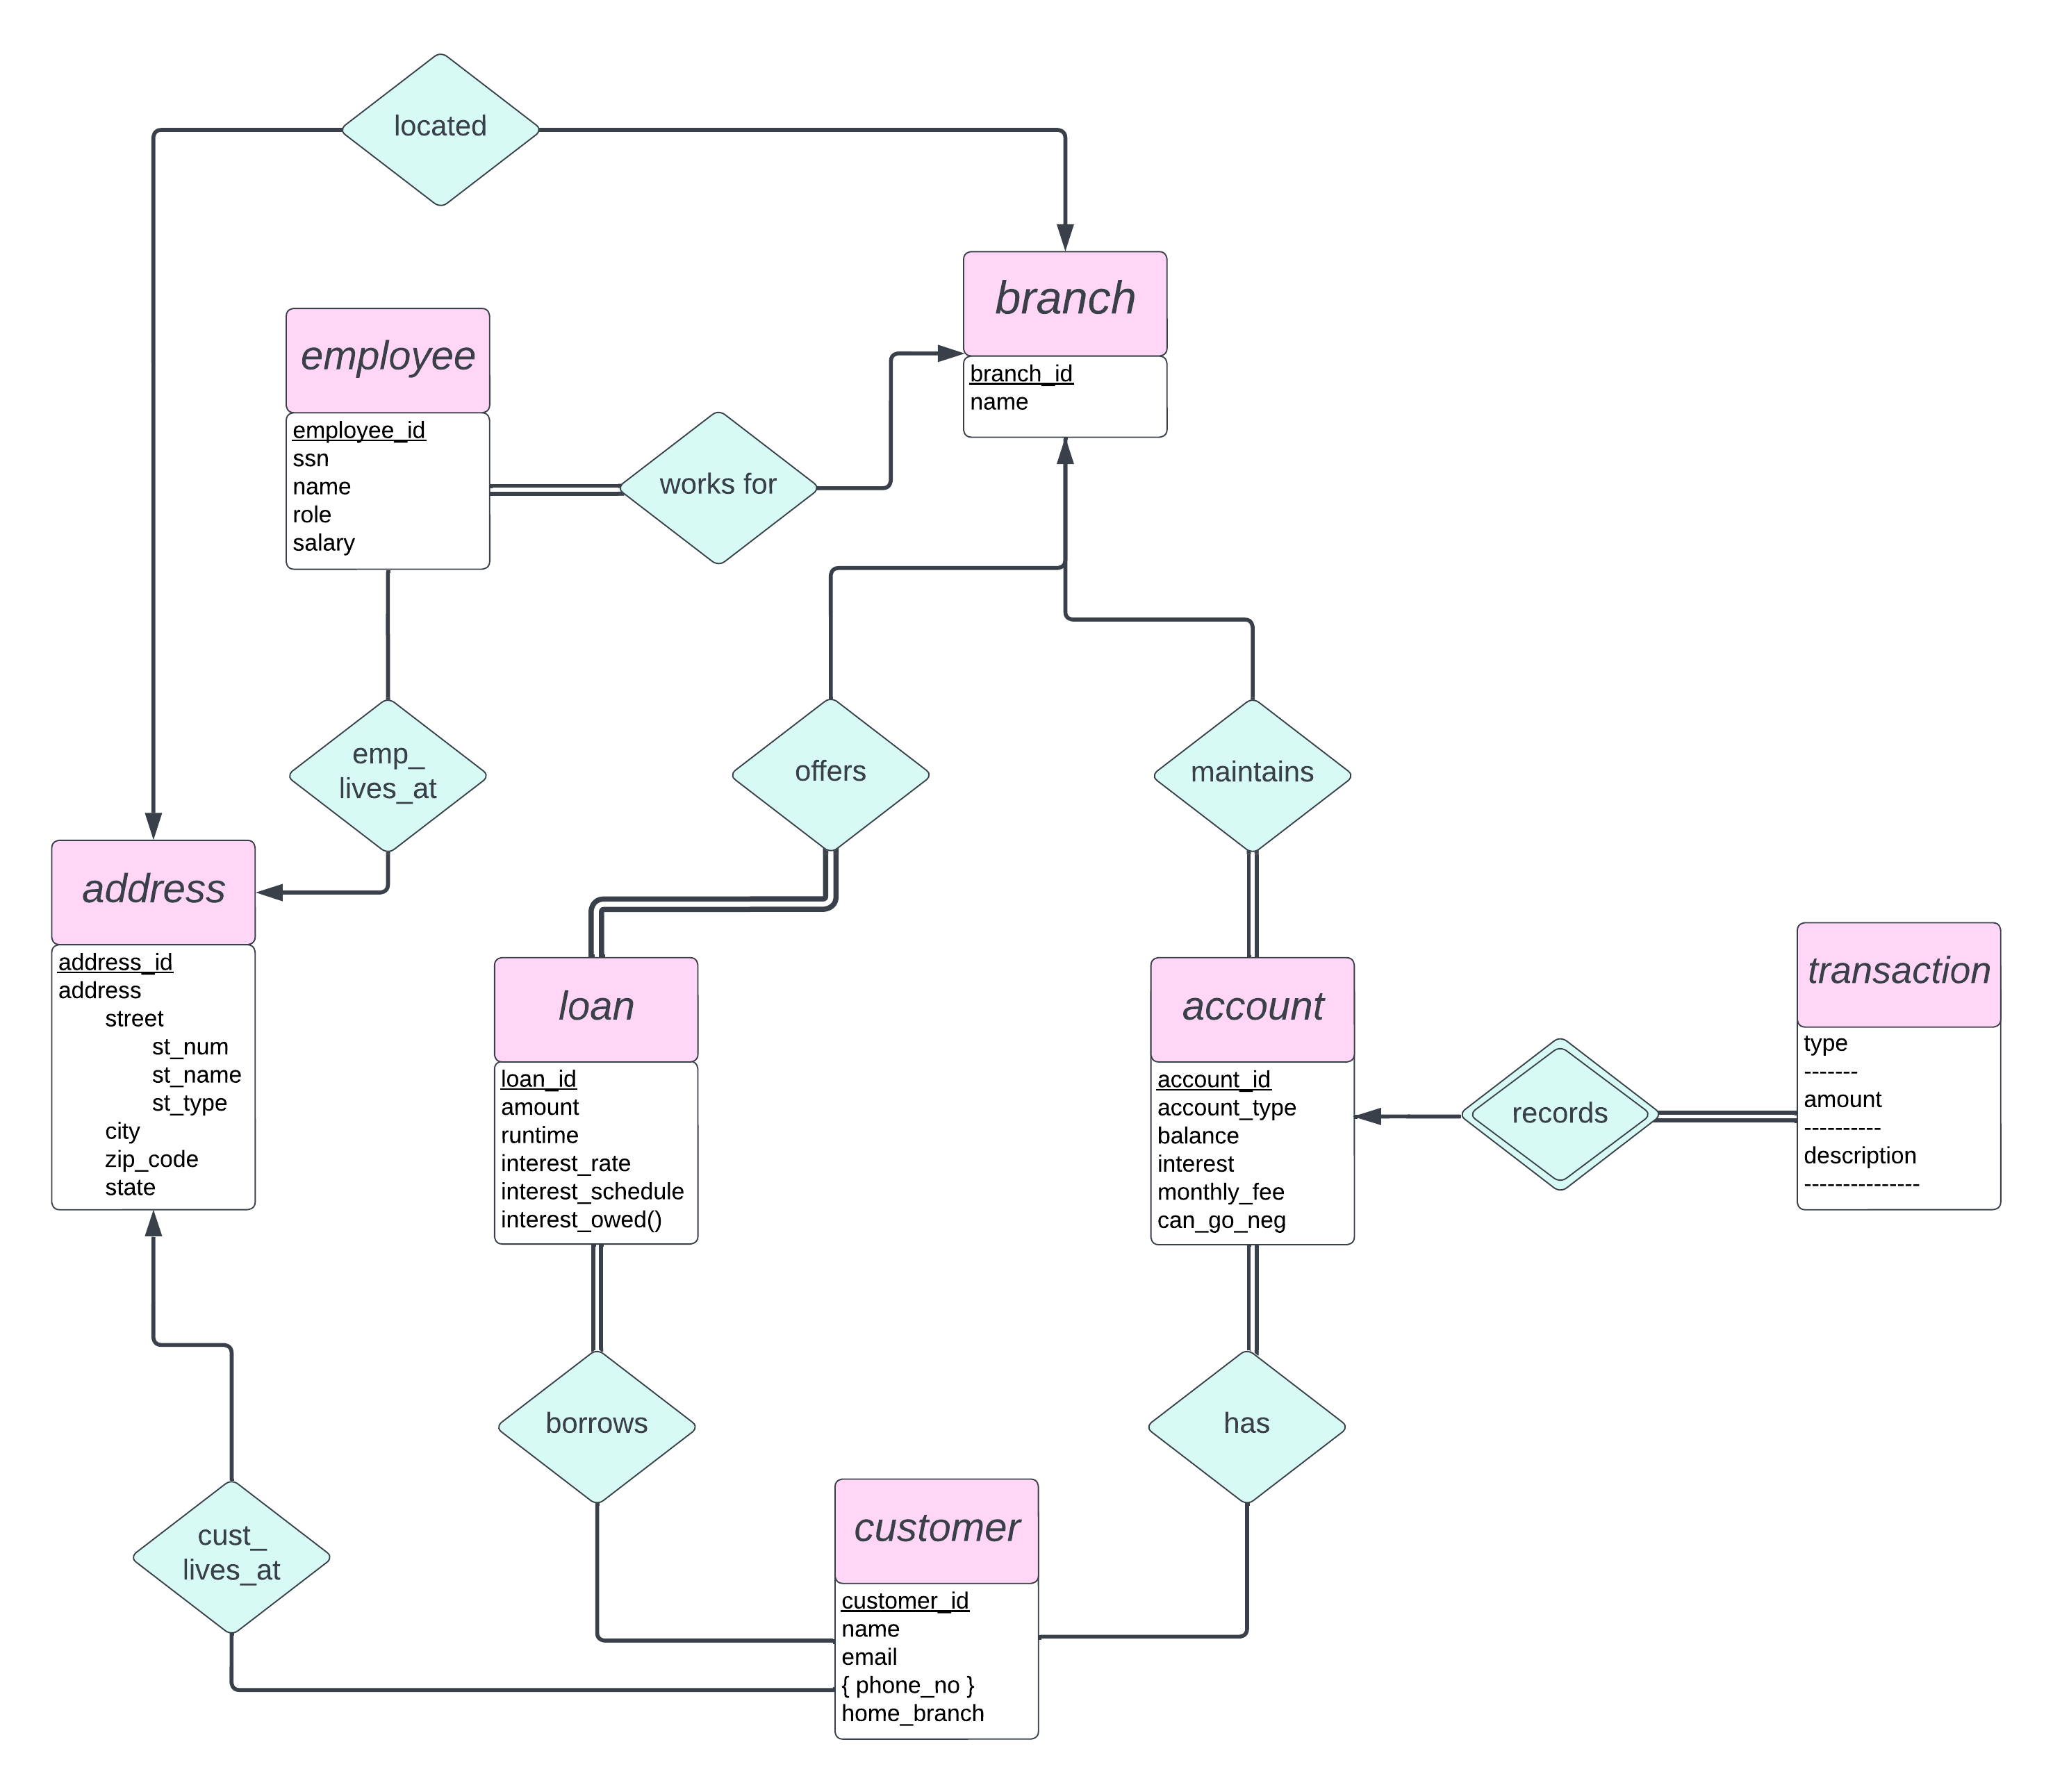 located
branch
branch_id
name
employee
employee_id
ssn
name
role
salary
works for
emp_
lives_at
offers
maintains
address
address_id
address
street
st_num
st_name
st_type
city
zip_code
state
loan
loan_id
amount
runtime
interest_rate
interest_schedule
interest_owed()
account
account_id
account_type
balance
interest
monthly_fee
can_go_neg
records
transaction
type
-------
amount
----------
description
---------------
borrows
has
cust_
lives_at
customer
customer_id
name
email
{ phone_no }
home_branch